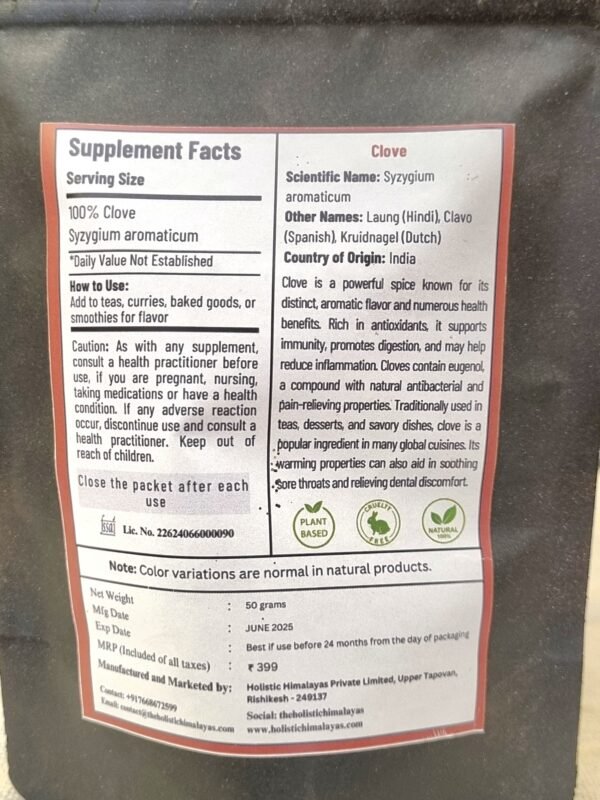 Supplement Facts
Serving Size
100% Clove
Syzygium aromaticum
*Daily Value Not Established
How to Use:
Add to teas, curries, baked goods, or
smoothies for flavor
Caution: As with any supplement,
consult a health practitioner before
use, if you are pregnant, nursing,
taking medications or have a health
condition. If any adverse reaction
occur, discontinue use and consult a
health practitioner. Keep out of
reach of children.
Close the packet after each
use
fssai Lic. No. 22624066000090
Clove
Scientific Name: Syzygium
aromaticum
Other Names: Laung (Hindi), Clavo
(Spanish), Kruidnagel (Dutch)
Country of Origin: India
Clove is a powerful spice known for its
distinct, aromatic flavor and numerous health
benefits. Rich in antioxidants, it supports
immunity, promotes digestion, and may help
reduce inflammation. Cloves contain eugenol,
a compound with natural antibacterial and
pain-relieving properties. Traditionally used in
teas, desserts, and savory dishes, clove is a
popular ingredient in many global cuisines. Its
warming properties can also aid in soothing
sore throats and relieving dental discomfort.
PLANT
BASED
CRUELTY
FREE
NATURAL
100%
Note: Color variations are normal in natural products.
Net Weight : 50 grams
Mfg Date : JUNE 2025
Exp Date : Best if use before 24 months from the day of packaging
MRP (Included of all taxes) : ₹ 399
Manufactured and Marketed by: Holistic Himalayas Private Limited, Upper Tapovan,
Rishikesh - 249137
Contact: +917668672599
Social: theholistichimalayas
Email: contact@theholistichimalayas.com www.holistichimalayas.com